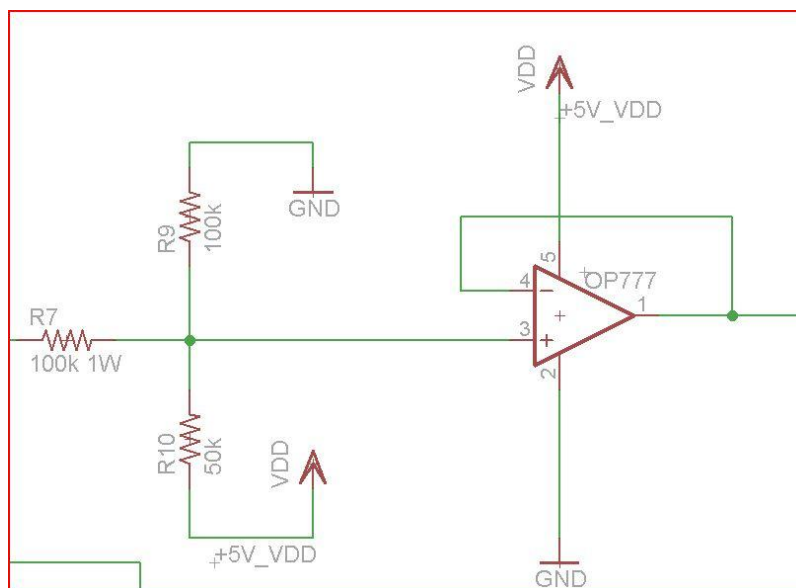 VDD
+5V_VDD
GND
R9
100k
5
OP777
4
1
R7
3
100k 1W
2
R10
50k
VDD
+5V_VDD
GND